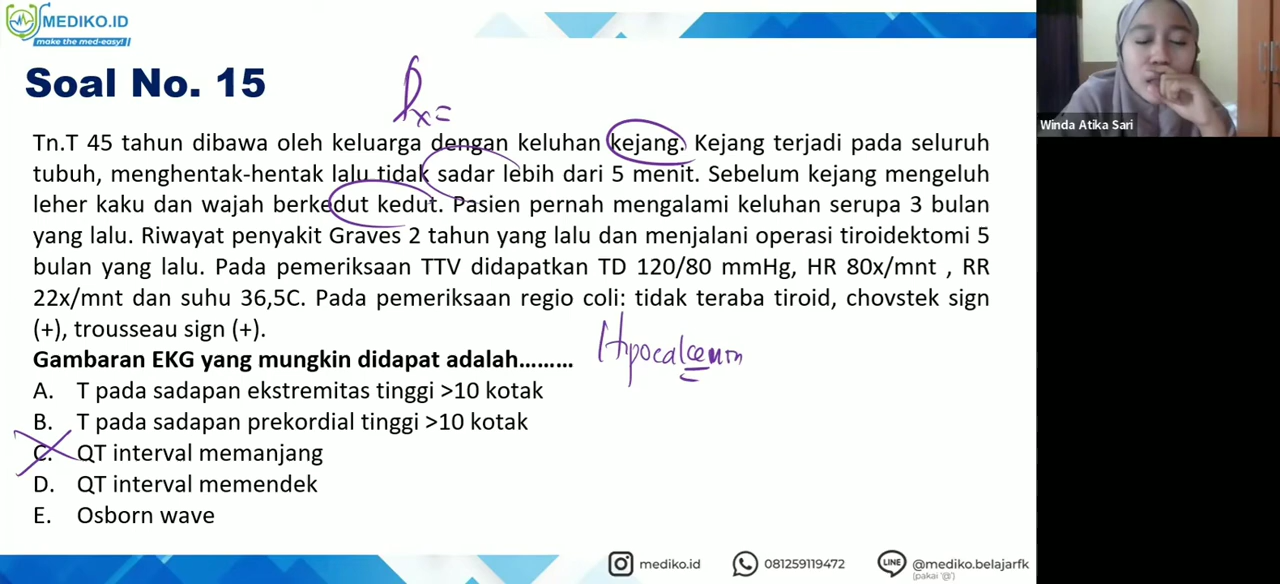 MEDIKO.ID
make the med-easy!
Soal No. 15
Rx=
Tn.T 45 tahun dibawa oleh keluarga dengan keluhan kejang. Kejang terjadi pada seluruh
tubuh, menghentak-hentak lalu tidak sadar lebih dari 5 menit. Sebelum kejang mengeluh
leher kaku dan wajah berkedut kedut. Pasien pernah mengalami keluhan serupa 3 bulan
yang lalu. Riwayat penyakit Graves 2 tahun yang lalu dan menjalani operasi tiroidektomi 5
bulan yang lalu. Pada pemeriksaan TTV didapatkan TD 120/80 mmHg, HR 80x/mnt , RR
22x/mnt dan suhu 36,5C. Pada pemeriksaan regio coli: tidak teraba tiroid, chovstek sign
(+), trousseau sign (+).
Gambaran EKG yang mungkin didapat adalah.........
A. T pada sadapan ekstremitas tinggi >10 kotak
B. T pada sadapan prekordial tinggi >10 kotak
C. QT interval memanjang
D. QT interval memendek
E. Osborn wave
mediko.id
081259119472
LINE
@mediko.belajarfk
(pakai '@')
Winda Atika Sari